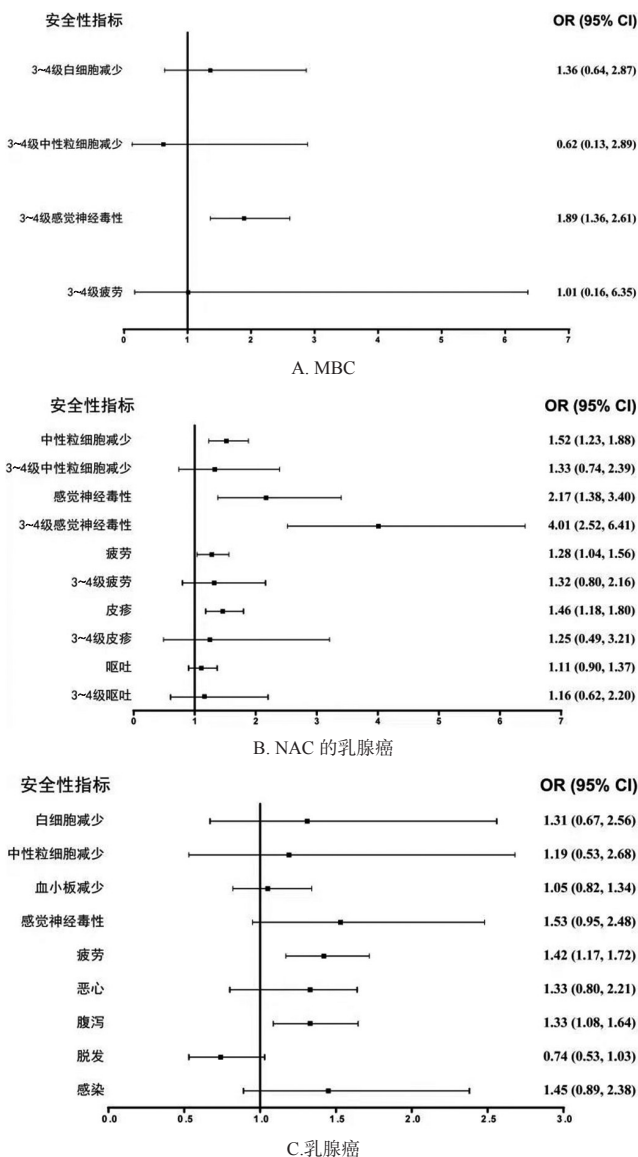 安全性指标 OR (95% CI)
3~4级白细胞减少 1.36 (0.64, 2.87)
3~4级中性粒细胞减少 0.62 (0.13, 2.89)
3~4级感觉神经毒性 1.89 (1.36, 2.61)
3~4级疲劳 1.01 (0.16, 6.35)
0 1 2 3 4 5 6 7
A. MBC
安全性指标 OR (95% CI)
中性粒细胞减少 1.52 (1.23, 1.88)
3~4级中性粒细胞减少 1.33 (0.74, 2.39)
感觉神经毒性 2.17 (1.38, 3.40)
3~4级感觉神经毒性 4.01 (2.52, 6.41)
疲劳 1.28 (1.04, 1.56)
3~4级疲劳 1.32 (0.80, 2.16)
皮疹 1.46 (1.18, 1.80)
3~4级皮疹 1.25 (0.49, 3.21)
呕吐 1.11 (0.90, 1.37)
3~4级呕吐 1.16 (0.62, 2.20)
0 1 2 3 4 5 6 7
B. NAC 的乳腺癌
安全性指标 OR (95% CI)
白细胞减少 1.31 (0.67, 2.56)
中性粒细胞减少 1.19 (0.53, 2.68)
血小板减少 1.05 (0.82, 1.34)
感觉神经毒性 1.53 (0.95, 2.48)
疲劳 1.42 (1.17, 1.72)
恶心 1.33 (0.80, 2.21)
腹泻 1.33 (1.08, 1.64)
脱发 0.74 (0.53, 1.03)
感染 1.45 (0.89, 2.38)
0.0 0.5 1.0 1.5 2.0 2.5 3.0
C.乳腺癌